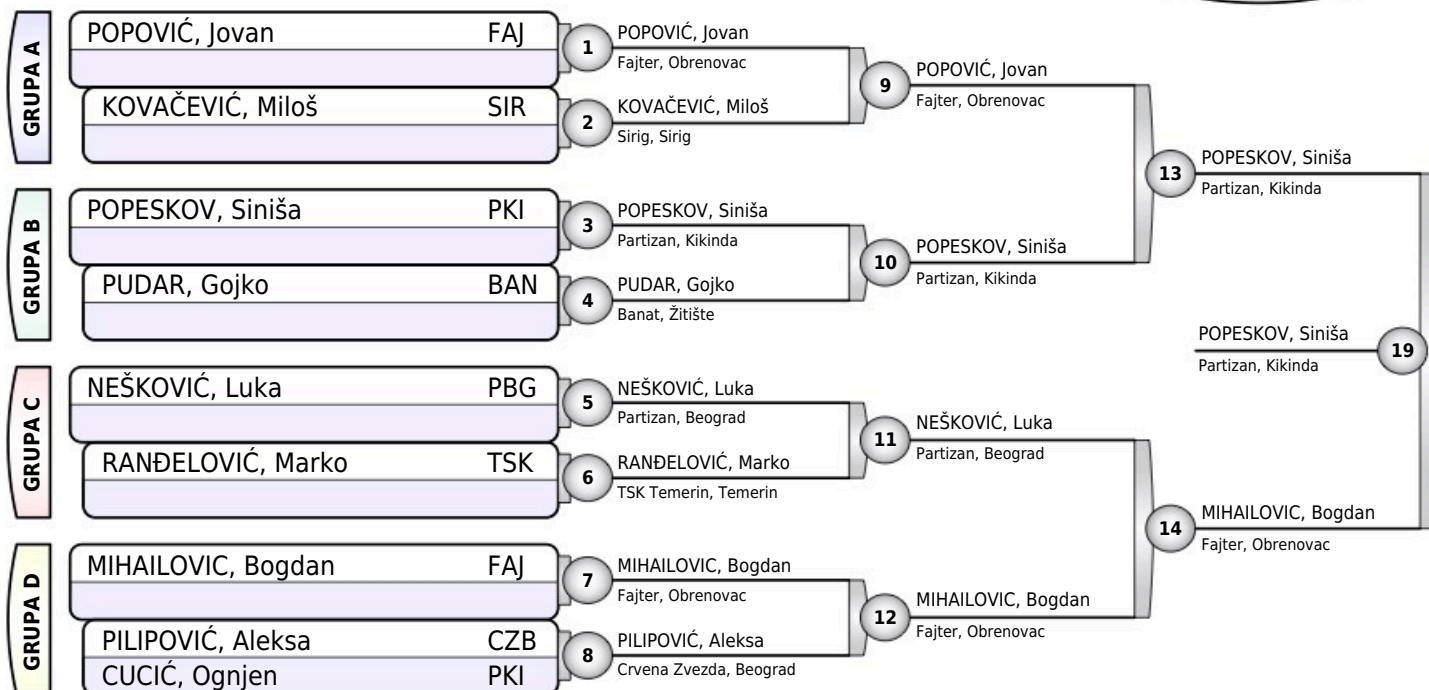 GRUPA A
POPOVIĆ, Jovan FAJ
KOVAČEVIĆ, Miloš SIR
1
POPOVIĆ, Jovan
Fajter, Obrenovac
2
KOVAČEVIĆ, Miloš
Sirig, Sirig
9
POPOVIĆ, Jovan
Fajter, Obrenovac
GRUPA B
POPESKOV, Siniša PKI
PUDAR, Gojko BAN
3
POPESKOV, Siniša
Partizan, Kikinda
4
PUDAR, Gojko
Banat, Žitište
10
POPESKOV, Siniša
Partizan, Kikinda
13
POPESKOV, Siniša
Partizan, Kikinda
GRUPA C
NEŠKOVIĆ, Luka PBG
RANĐELOVIĆ, Marko TSK
5
NEŠKOVIĆ, Luka
Partizan, Beograd
6
RANĐELOVIĆ, Marko
TSK Temerin, Temerin
11
NEŠKOVIĆ, Luka
Partizan, Beograd
GRUPA D
MIHAILOVIC, Bogdan FAJ
PILIPOVIĆ, Aleksa CZB
CUCIĆ, Ognjen PKI
7
MIHAILOVIC, Bogdan
Fajter, Obrenovac
8
PILIPOVIĆ, Aleksa
Crvena Zvezda, Beograd
12
MIHAILOVIC, Bogdan
Fajter, Obrenovac
14
MIHAILOVIC, Bogdan
Fajter, Obrenovac
POPESKOV, Siniša
Partizan, Kikinda
19